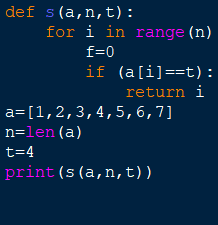 def s(a,n,t):
    for i in range(n)
        f=0
        if (a[i]==t):
            return i
a=[1,2,3,4,5,6,7]
n=len(a)
t=4
print(s(a,n,t))